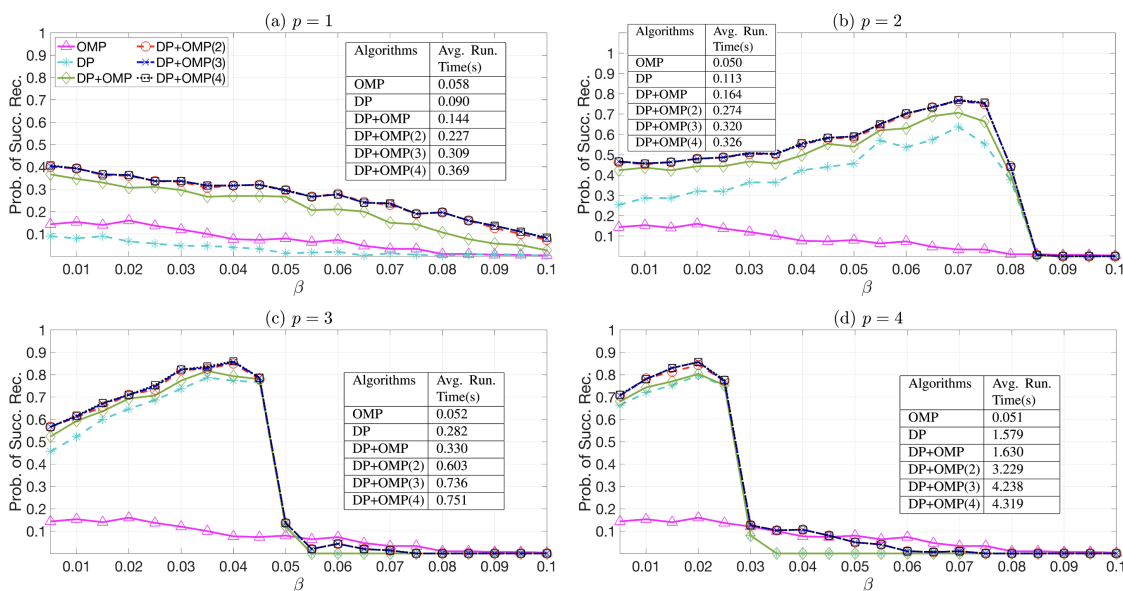 (a) p = 1
Prob. of Succ. Rec.
1
0.9
0.8
0.7
0.6
0.5
0.4
0.3
0.2
0.1
OMP
DP
DP+OMP
DP+OMP(2)
DP+OMP(3)
DP+OMP(4)
Algorithms Avg. Run. Time(s)
OMP 0.058
DP 0.090
DP+OMP 0.144
DP+OMP(2) 0.227
DP+OMP(3) 0.309
DP+OMP(4) 0.369
0.01 0.02 0.03 0.04 0.05 0.06 0.07 0.08 0.09 0.1
β
(b) p = 2
Prob. of Succ. Rec.
1
0.9
0.8
0.7
0.6
0.5
0.4
0.3
0.2
0.1
Algorithms Avg. Run. Time(s)
OMP 0.050
DP 0.113
DP+OMP 0.164
DP+OMP(2) 0.274
DP+OMP(3) 0.320
DP+OMP(4) 0.326
0.01 0.02 0.03 0.04 0.05 0.06 0.07 0.08 0.09 0.1
β
(c) p = 3
Prob. of Succ. Rec.
1
0.9
0.8
0.7
0.6
0.5
0.4
0.3
0.2
0.1
Algorithms Avg. Run. Time(s)
OMP 0.052
DP 0.282
DP+OMP 0.330
DP+OMP(2) 0.603
DP+OMP(3) 0.736
DP+OMP(4) 0.751
0.01 0.02 0.03 0.04 0.05 0.06 0.07 0.08 0.09 0.1
β
(d) p = 4
Prob. of Succ. Rec.
1
0.9
0.8
0.7
0.6
0.5
0.4
0.3
0.2
0.1
Algorithms Avg. Run. Time(s)
OMP 0.051
DP 1.579
DP+OMP 1.630
DP+OMP(2) 3.229
DP+OMP(3) 4.238
DP+OMP(4) 4.319
0.01 0.02 0.03 0.04 0.05 0.06 0.07 0.08 0.09 0.1
β